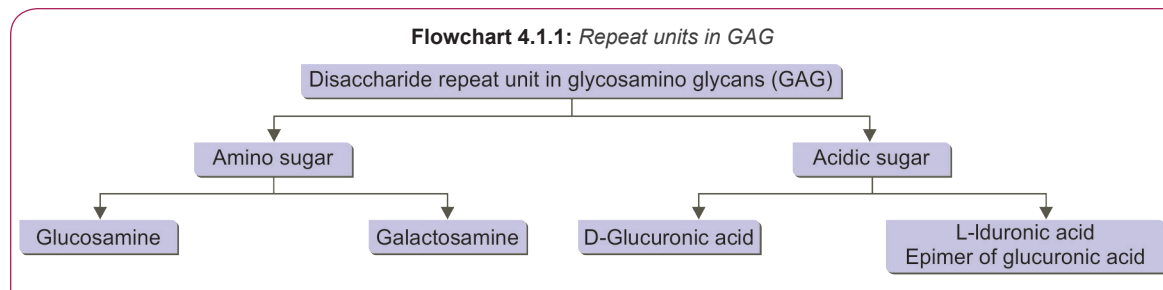 Flowchart 4.1.1: Repeat units in GAG
Disaccharide repeat unit in glycosamino glycans (GAG)
Amino sugar
Acidic sugar
Glucosamine
Galactosamine
D-Glucuronic acid
L-Iduronic acid
Epimer of glucuronic acid